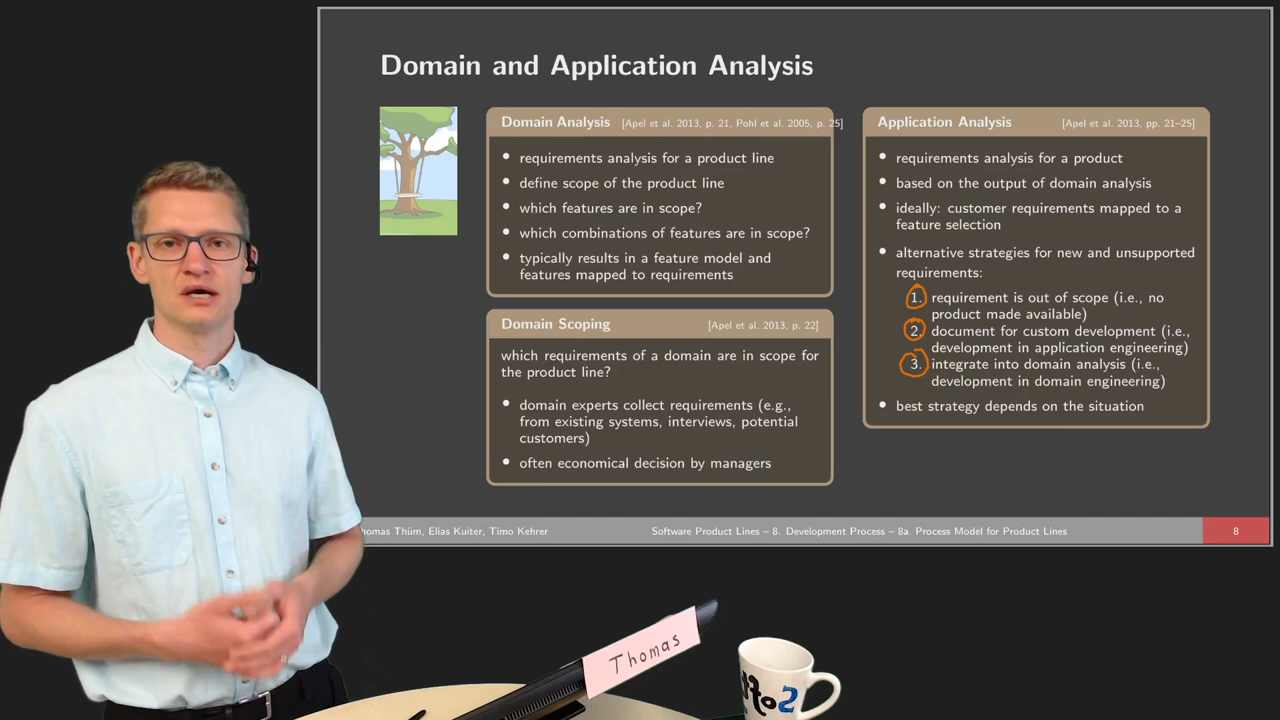 Domain and Application Analysis
Domain Analysis [Apel et al. 2013, p. 21, Pohl et al. 2005, p. 25]
• requirements analysis for a product line
• define scope of the product line
• which features are in scope?
• which combinations of features are in scope?
• typically results in a feature model and
features mapped to requirements
Domain Scoping [Apel et al. 2013, p. 22]
which requirements of a domain are in scope for
the product line?
• domain experts collect requirements (e.g.,
from existing systems, interviews, potential
customers)
• often economical decision by managers
Application Analysis [Apel et al. 2013, pp. 21–25]
• requirements analysis for a product
• based on the output of domain analysis
• ideally: customer requirements mapped to a
feature selection
• alternative strategies for new and unsupported
requirements:
1. requirement is out of scope (i.e., no
product made available)
2. document for custom development (i.e.,
development in application engineering)
3. integrate into domain analysis (i.e.,
development in domain engineering)
• best strategy depends on the situation
homas Thüm, Elias Kuiter, Timo Kehrer
Software Product Lines – 8. Development Process – 8a. Process Model for Product Lines
8
Thomas